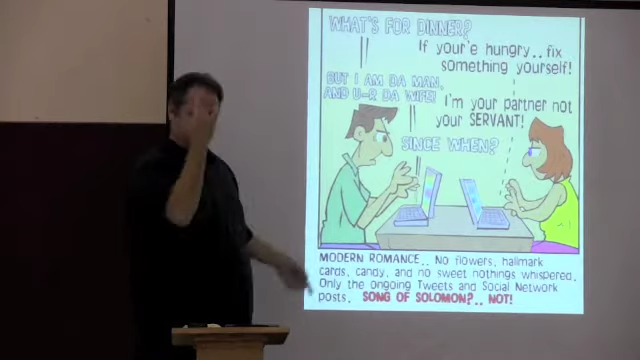 WHAT'S FOR DINNER?
If your'e hungry.. fix
something yourself!
BUT I AM DA MAN,
AND U-R DA WIFE!
I'm your partner not
your SERVANT!
SINCE WHEN?
MODERN ROMANCE.. No flowers, hallmark
cards, candy, and no sweet nothings whispered.
Only the ongoing Tweets and Social Network
posts. SONG OF SOLOMON?.. NOT!